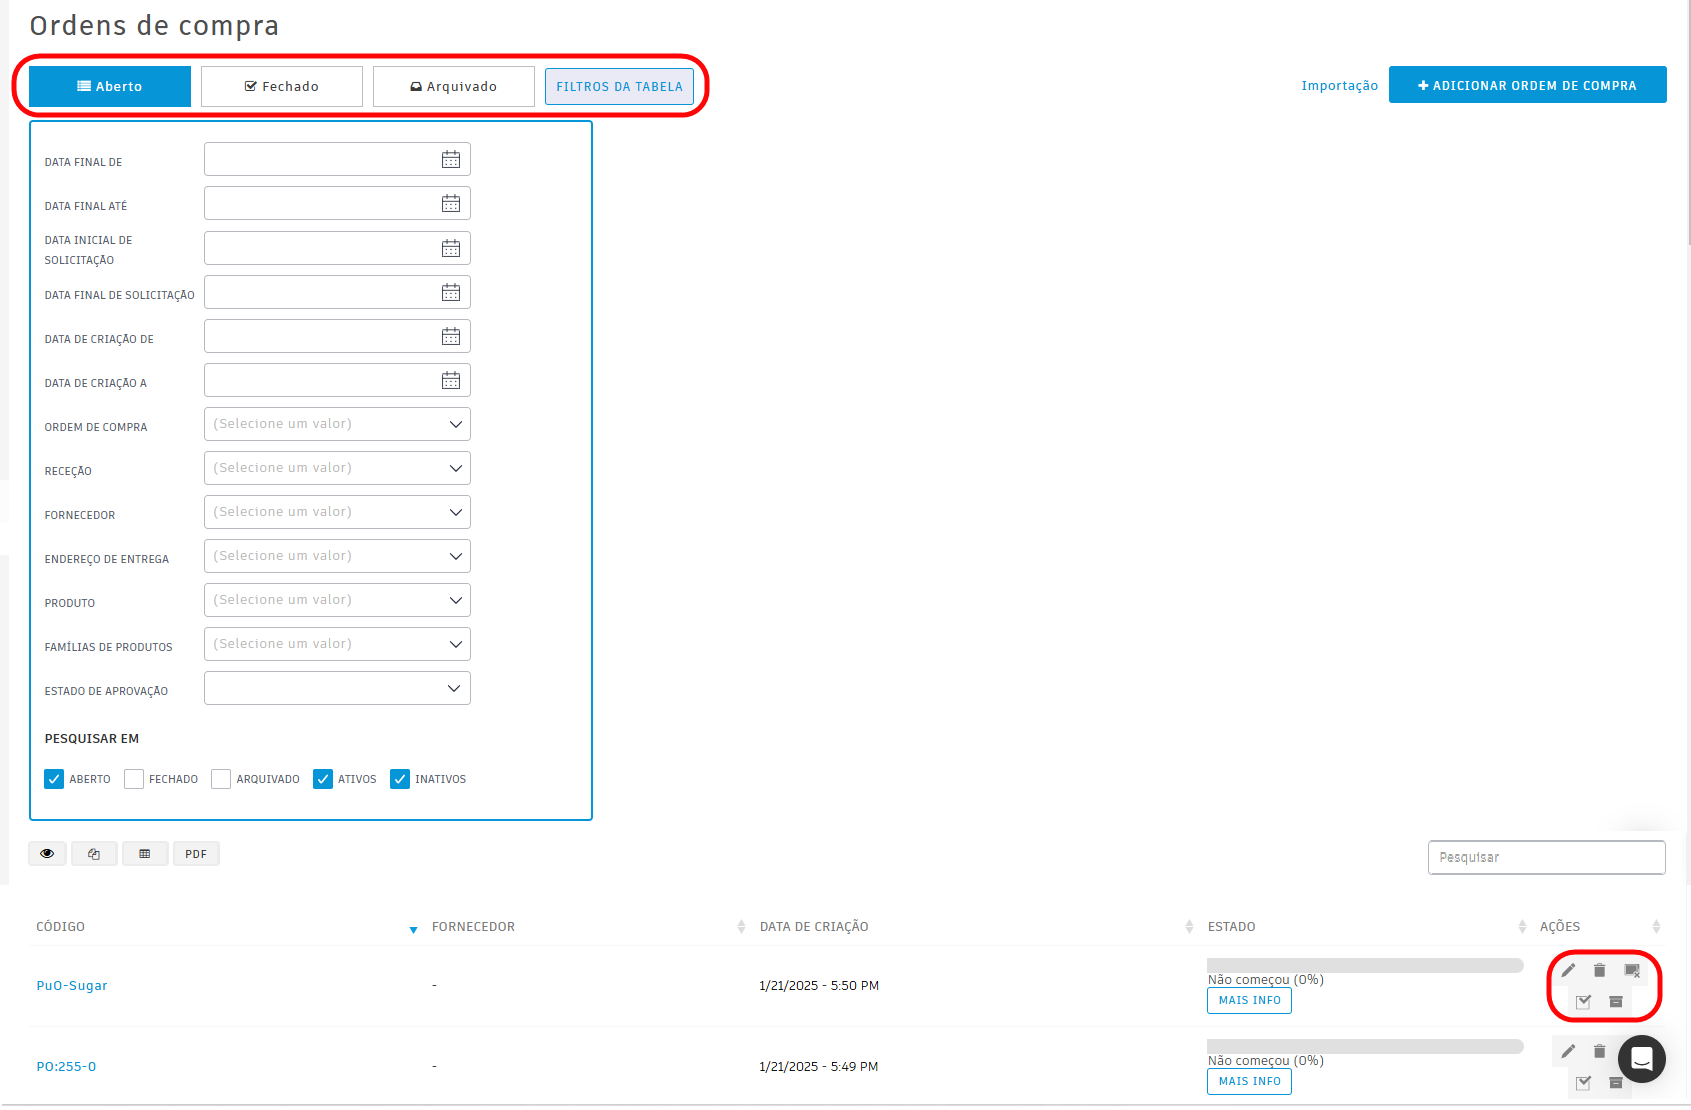 Ordens de compra
Aberto
Fechado
Arquivado
FILTROS DA TABELA
Importação
ADICIONAR ORDEM DE COMPRA
DATA FINAL DE
DATA FINAL ATÉ
DATA INICIAL DE
SOLICITAÇÃO
DATA FINAL DE SOLICITAÇÃO
DATA DE CRIAÇÃO DE
DATA DE CRIAÇÃO A
ORDEM DE COMPRA (Selecione um valor)
RECEÇÃO (Selecione um valor)
FORNECEDOR (Selecione um valor)
ENDEREÇO DE ENTREGA (Selecione um valor)
PRODUTO (Selecione um valor)
FAMÍLIAS DE PRODUTOS (Selecione um valor)
ESTADO DE APROVAÇÃO
PESQUISAR EM
ABERTO FECHADO ARQUIVADO ATIVOS INATIVOS
PDF
Pesquisar
CÓDIGO FORNECEDOR DATA DE CRIAÇÃO ESTADO AÇÕES
PuO-Sugar - 1/21/2025 - 5:50 PM
Não começou (0%)
MAIS INFO
PO:255-0 - 1/21/2025 - 5:49 PM
Não começou (0%)
MAIS INFO